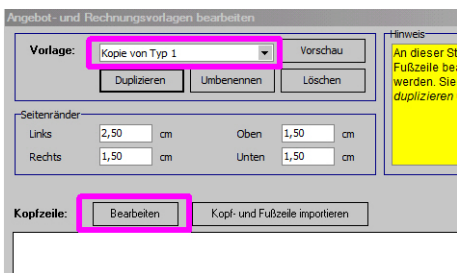 Angebot- und Rechnungsvorlagen bearbeiten
Vorlage: Kopie von Typ 1 Vorschau
Duplizieren Umbenennen Löschen
Hinweis
An dieser St
Fußzeile bea
werden. Sie
duplizieren
Seitenränder
Links 2,50 cm Oben 1,50 cm
Rechts 1,50 cm Unten 1,50 cm
Kopfzeile: Bearbeiten Kopf- und Fußzeile importieren